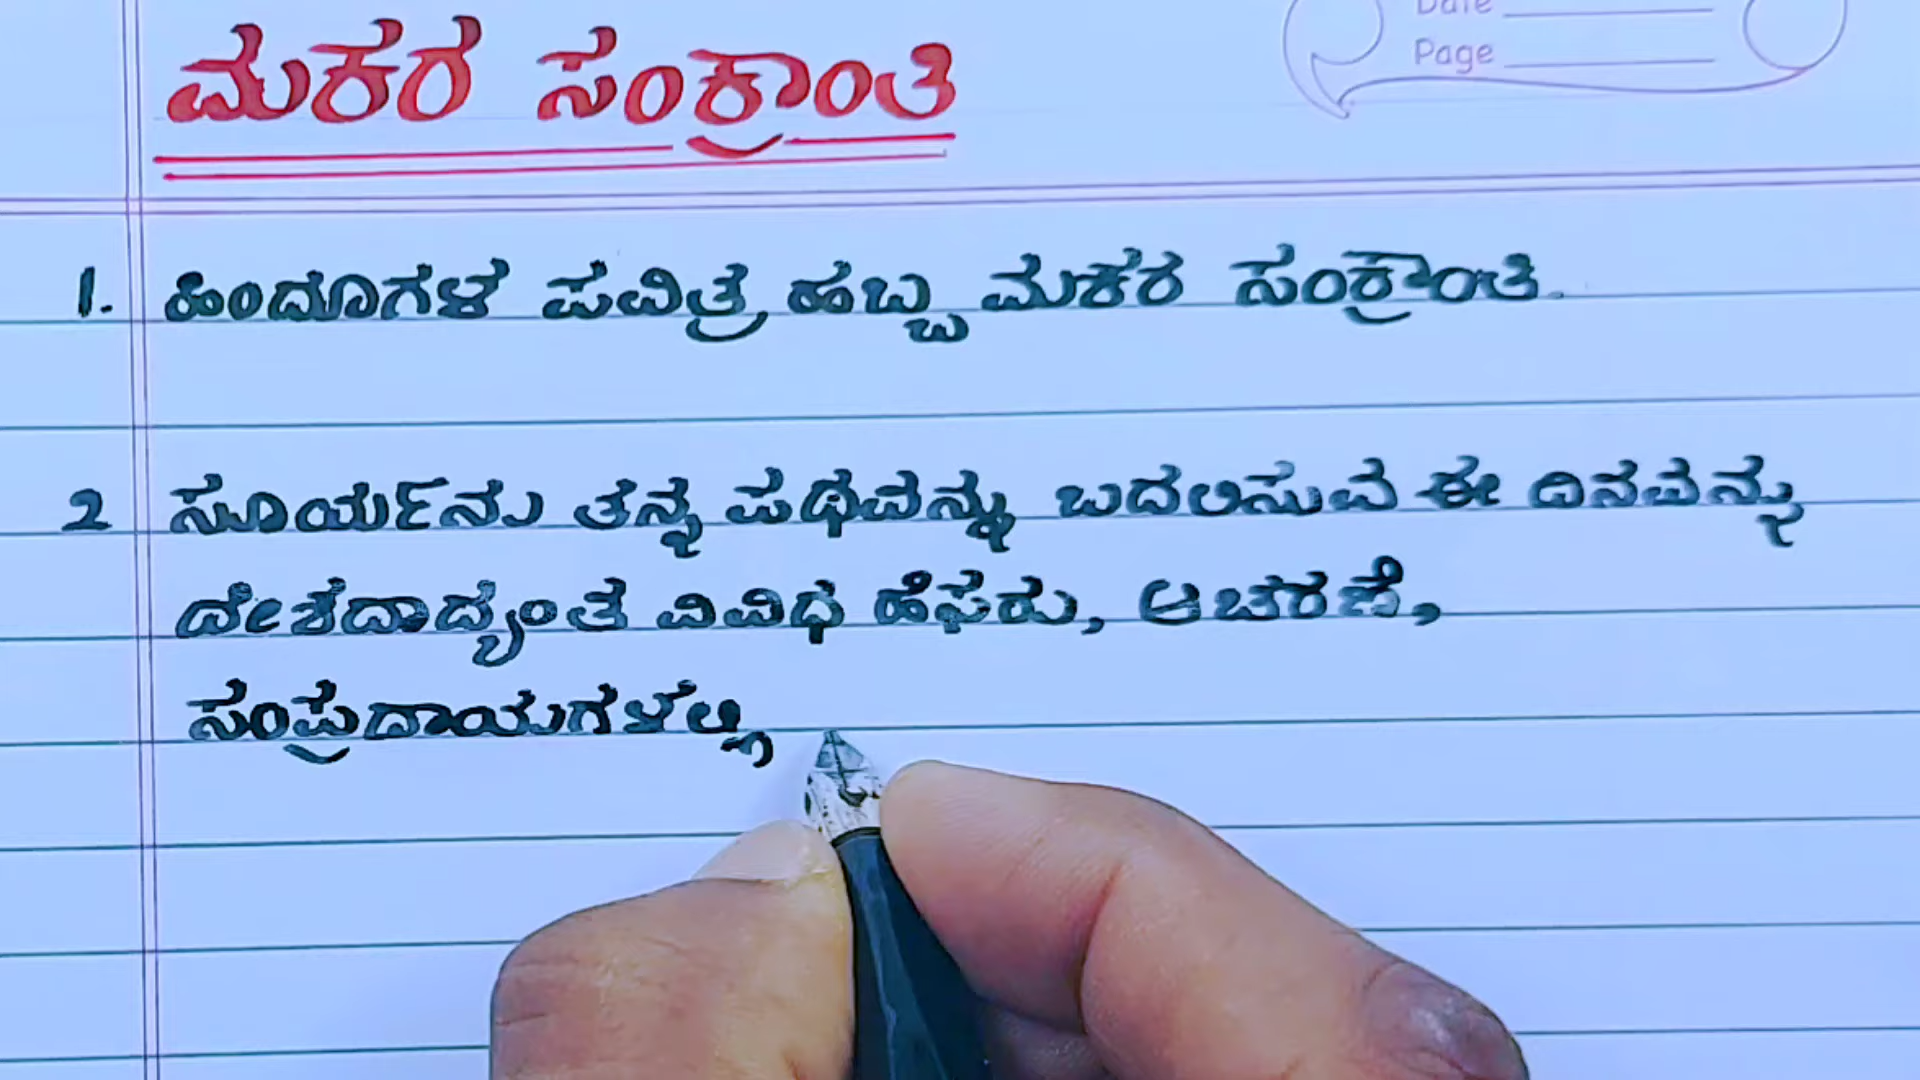 Date
Page
ಮಕರ ಸಂಕ್ರಾಂತಿ
1. ಹಿಂದೂಗಳ ಪವಿತ್ರ ಹಬ್ಬ ಮಕರ ಸಂಕ್ರಾಂತಿ.
2 ಸೂರ್ಯನು ತನ್ನ ಪಥವನ್ನು ಬದಲಿಸುವ ಈ ದಿನವನ್ನು
ದೇಶದಾದ್ಯಂತ ವಿವಿಧ ಹೆಸರು, ಆಚರಣೆ,
ಸಂಪ್ರದಾಯಗಳಲ್ಲಿ